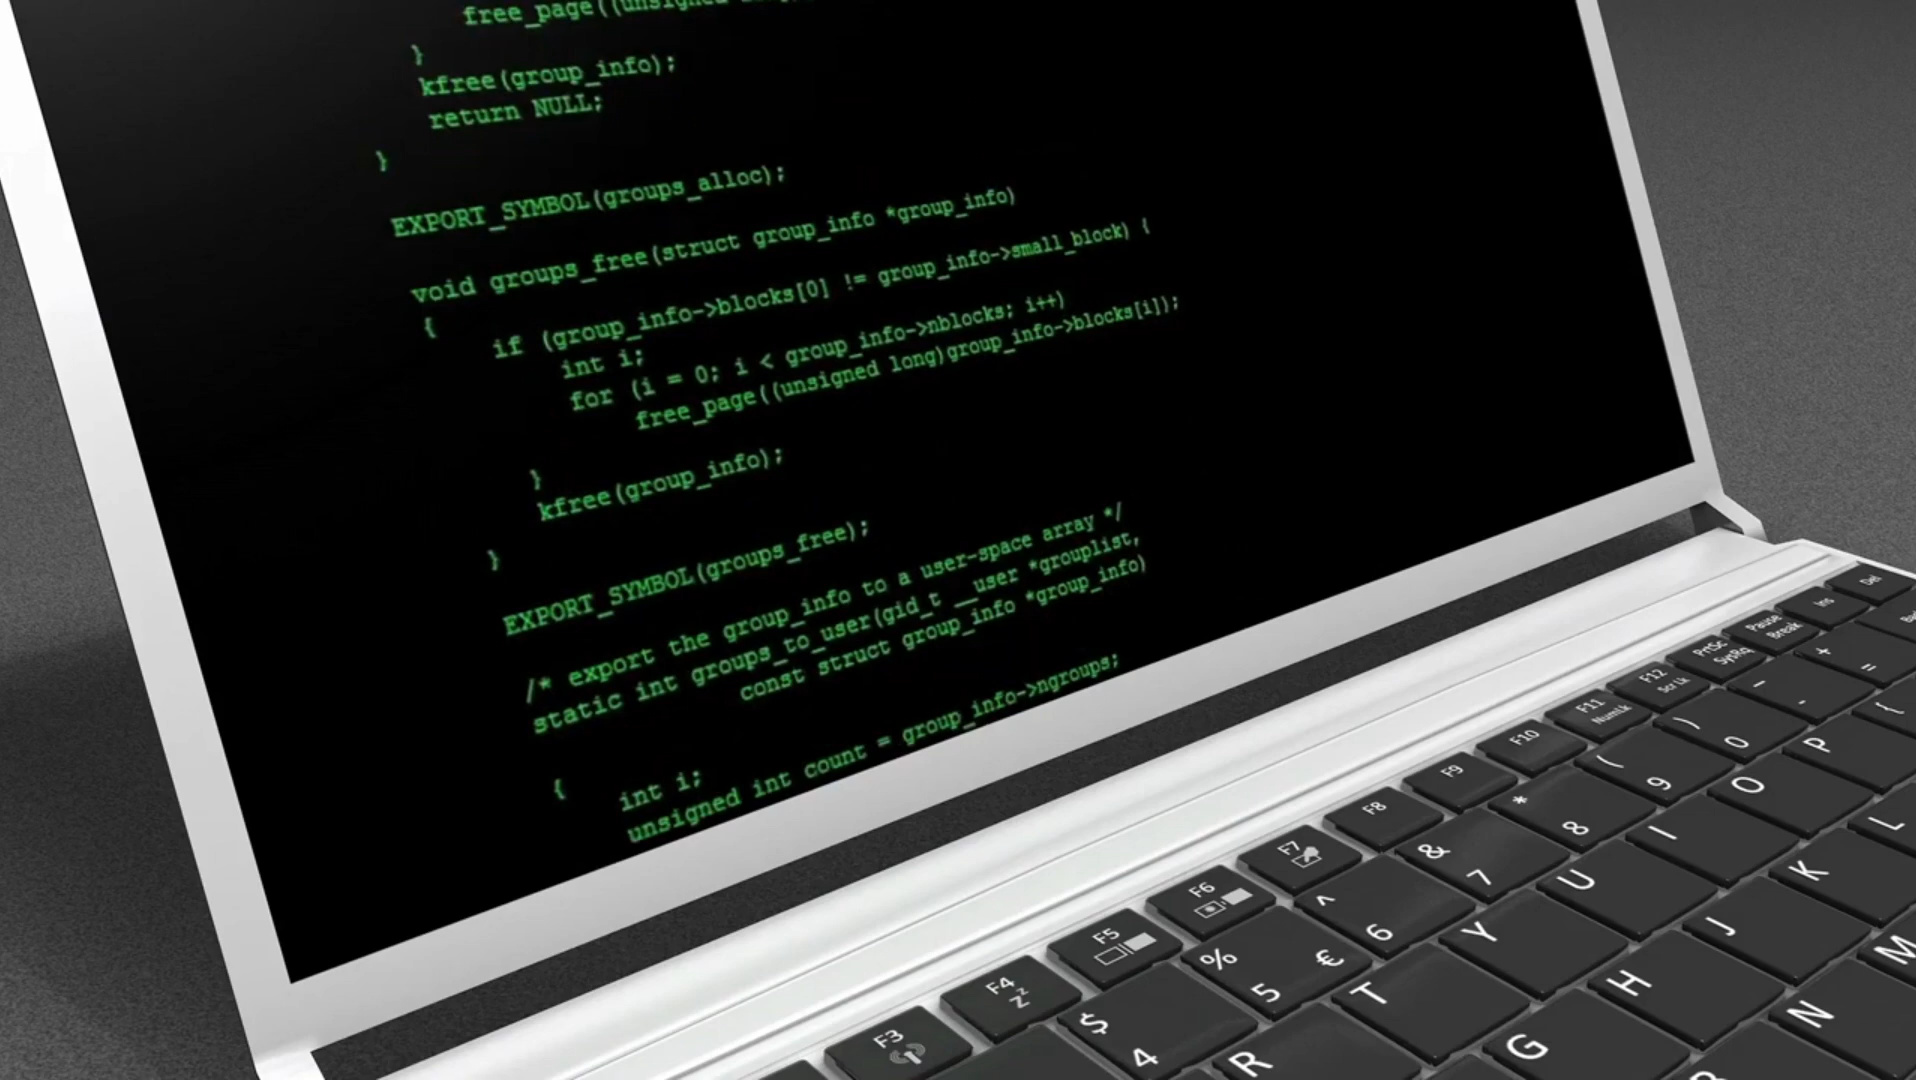 free_page((unsigned
}
kfree(group_info);
return NULL;
}
EXPORT_SYMBOL(groups_alloc);
void groups_free(struct group_info *group_info)
{
if (group_info->blocks[0] != group_info->small_block) {
int i;
for (i = 0; i < group_info->nblocks; i++)
free_page((unsigned long)group_info->blocks[i]);
}
kfree(group_info);
}
EXPORT_SYMBOL(groups_free);
/* export the group_info to a user-space array */
static int groups_to_user(gid_t __user *grouplist,
const struct group_info *group_info)
{
int i;
unsigned int count = group_info->ngroups;
F3 F4 F5 F6 F7 F8 F9 F10 F11 NumLk F12 Scr Lk PrtSc SysRq Pause Break Ins Del
$ 4 % 5 € ^ 6 & 7 * 8 ( 9 ) 0 _ - + =
R T Y U I O P {
G H J K L
N M